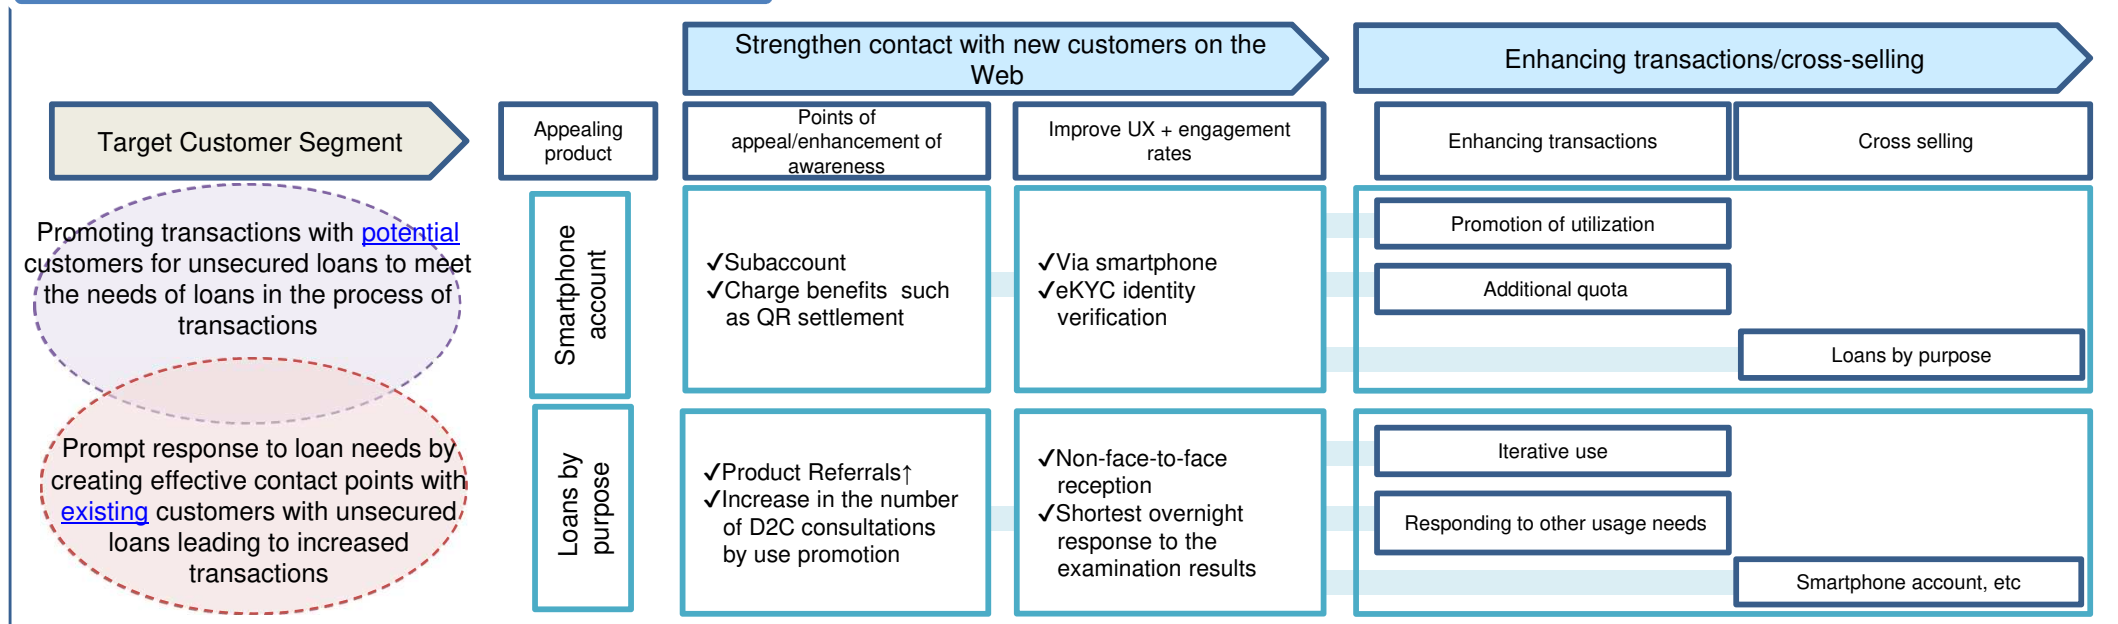 Strengthen contact with new customers on the
Web
Enhancing transactions/cross-selling
Target Customer Segment
Appealing
product
Points of
appeal/enhancement of
awareness
Improve UX + engagement
rates
Enhancing transactions
Cross selling
Promoting transactions with potential
customers for unsecured loans to meet
the needs of loans in the process of
transactions
Smartphone
account
✓Subaccount
✓Charge benefits such
as QR settlement
✓Via smartphone
✓eKYC identity
verification
Promotion of utilization
Additional quota
Loans by purpose
Prompt response to loan needs by
creating effective contact points with
existing customers with unsecured
loans leading to increased
transactions
Loans by
purpose
✓Product Referrals↑
✓Increase in the number
of D2C consultations
by use promotion
✓Non-face-to-face
reception
✓Shortest overnight
response to the
examination results
Iterative use
Responding to other usage needs
Smartphone account, etc